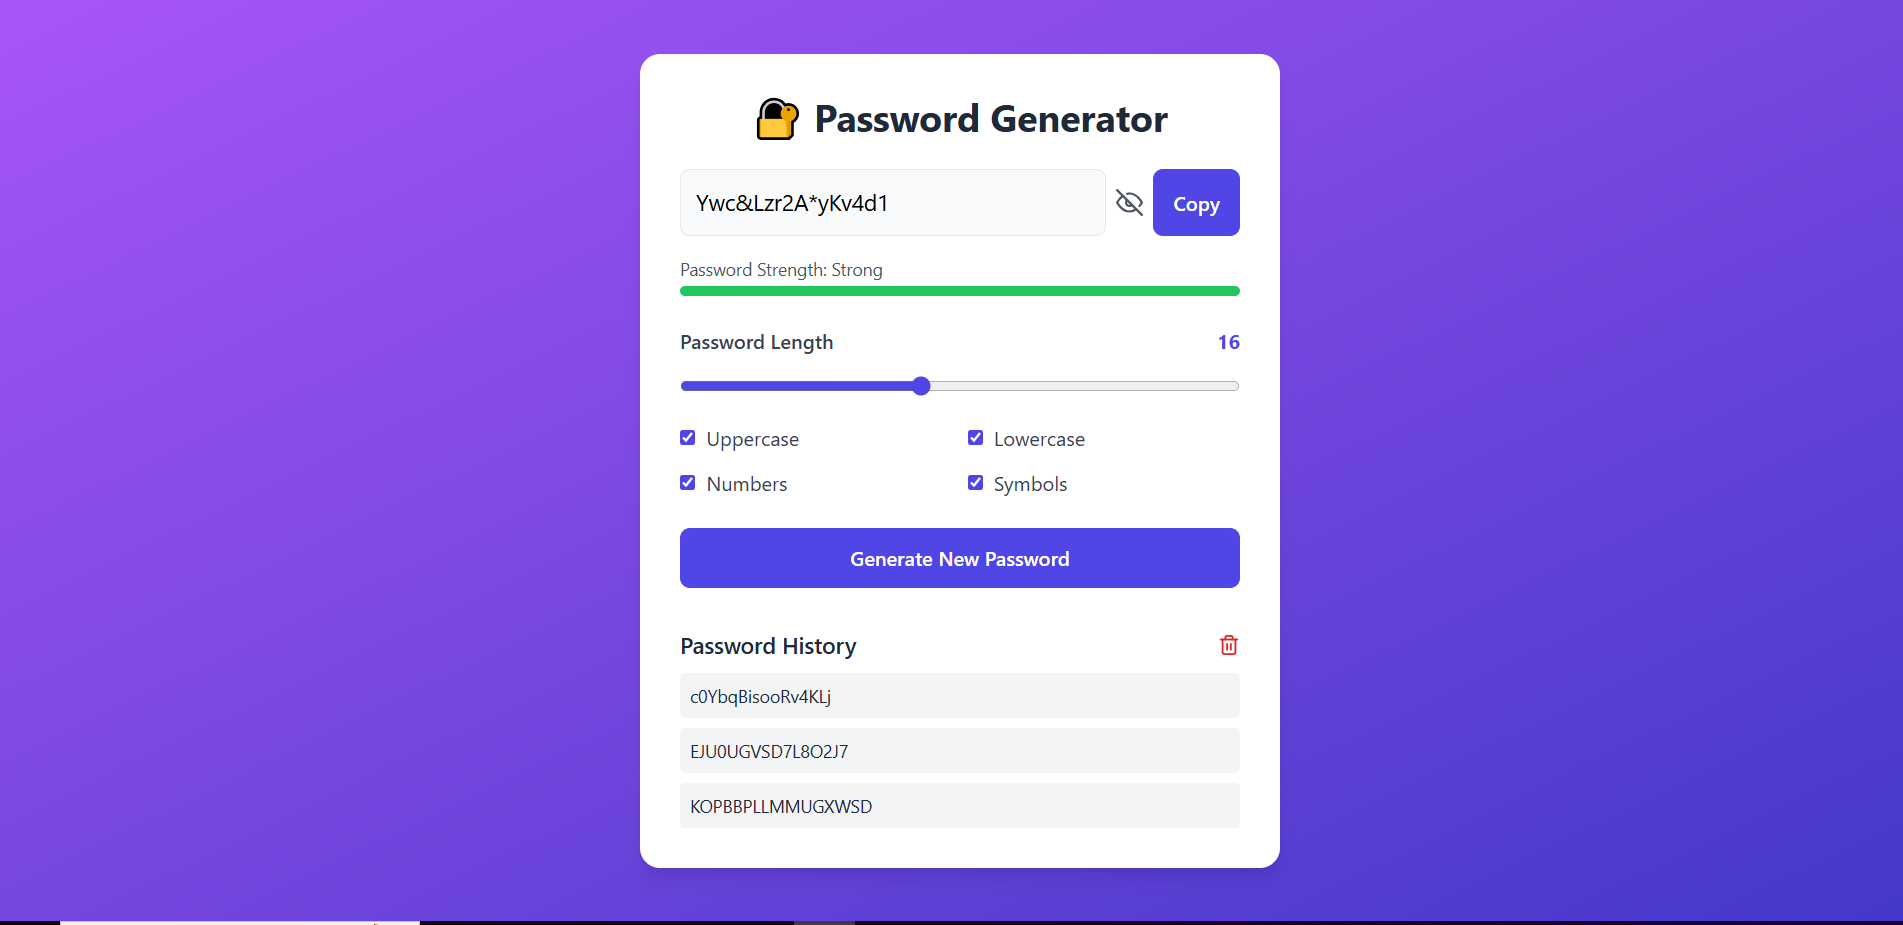 Password Generator
Ywc&Lzr2A*yKv4d1
Copy
Password Strength: Strong
Password Length 16
Uppercase Lowercase
Numbers Symbols
Generate New Password
Password History
c0YbqBisooRv4KLj
EJU0UGVSD7L8O2J7
KOPBBPLLMMUGXWSD